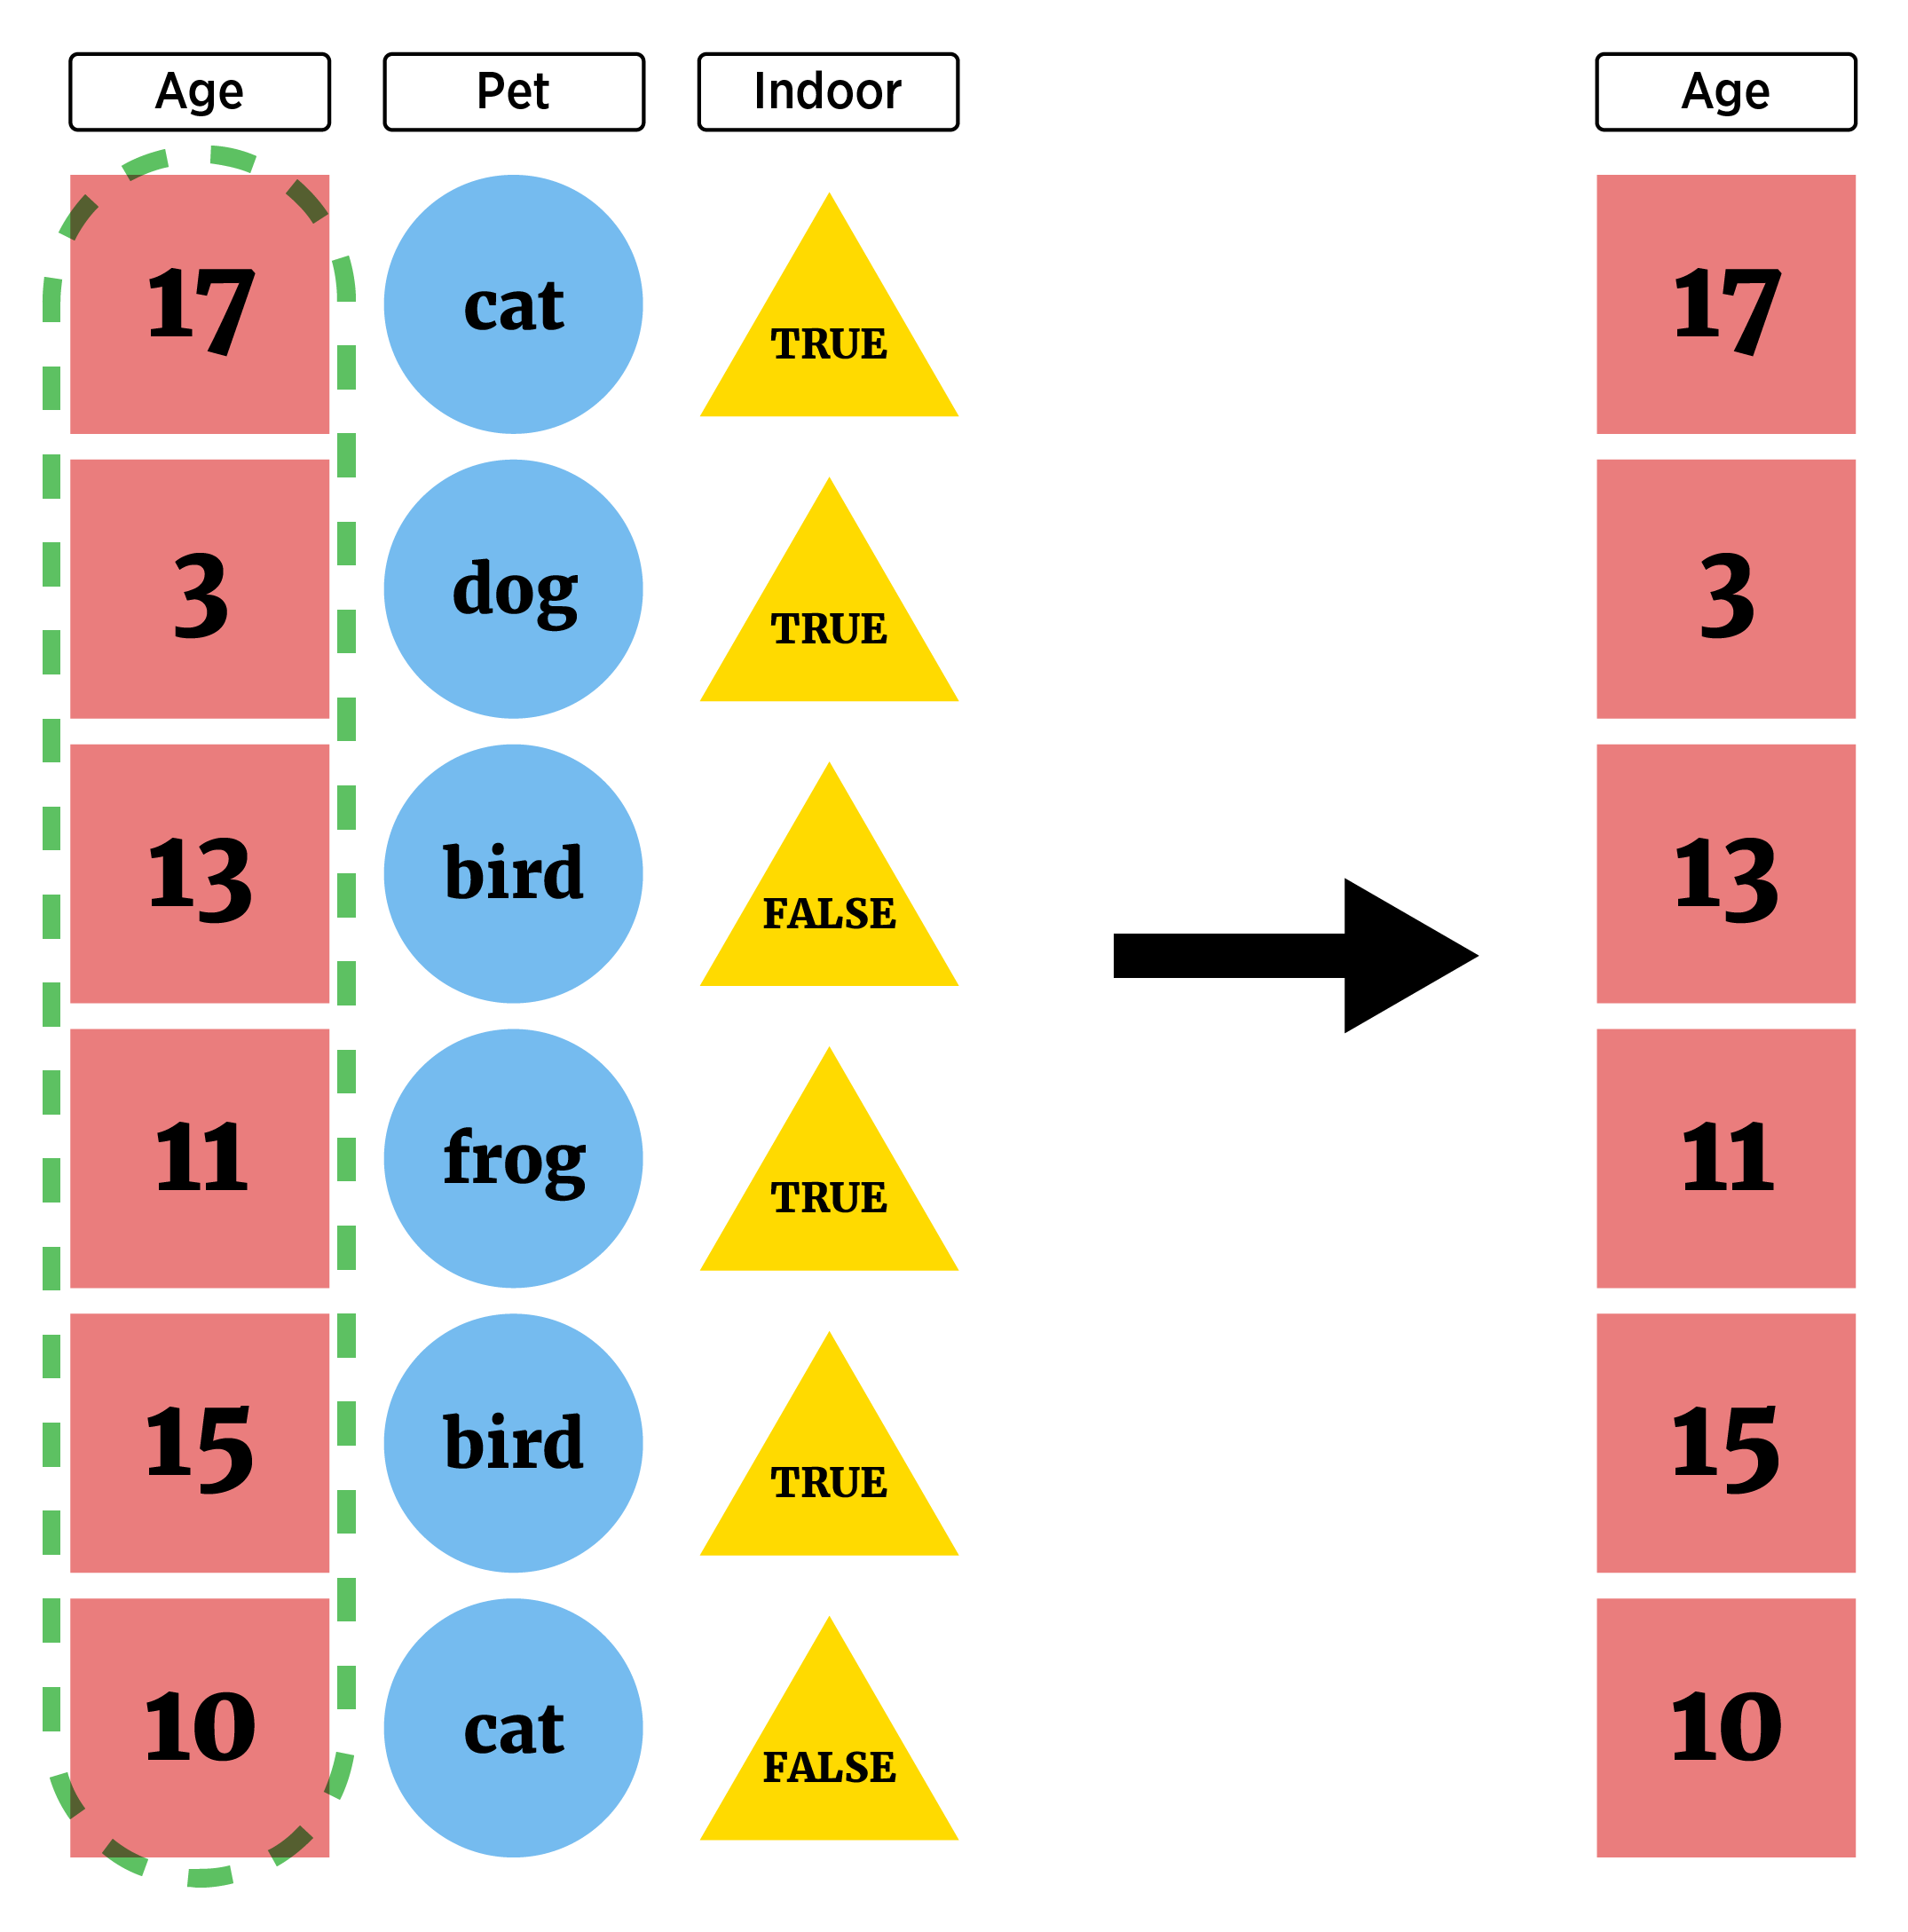 Age Pet Indoor Age
17 cat TRUE 17
3 dog TRUE 3
13 bird FALSE 13
11 frog TRUE 11
15 bird TRUE 15
10 cat FALSE 10